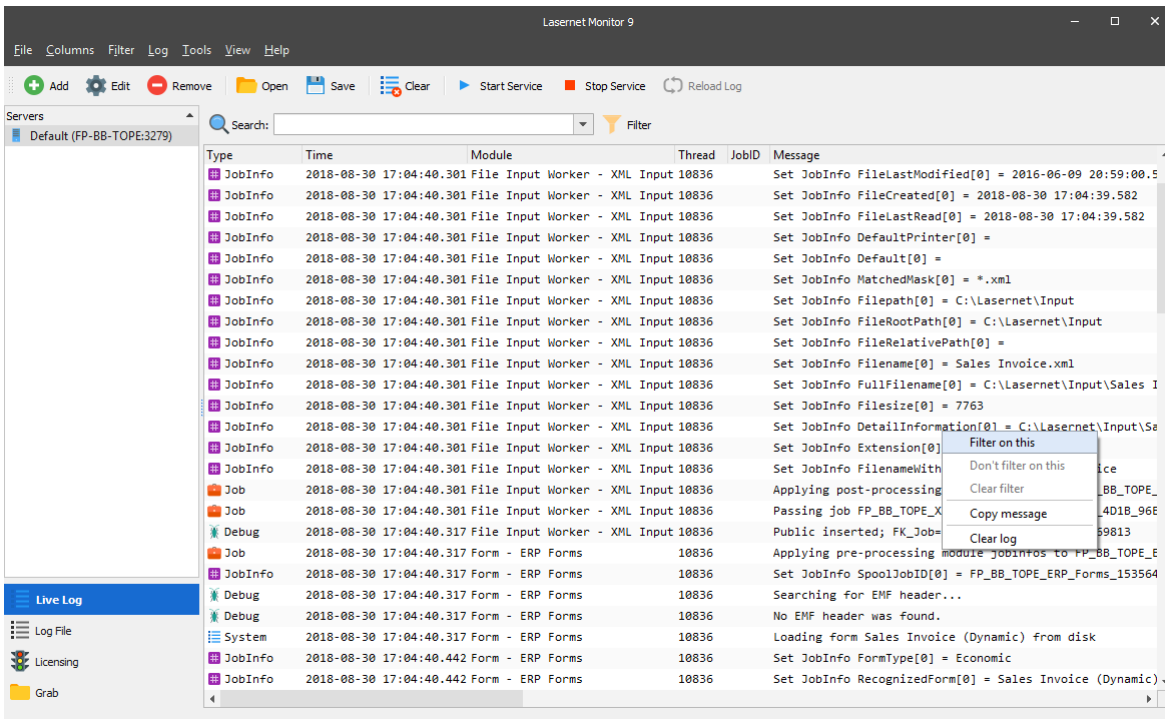 Lasernet Monitor 9
File Columns Filter Log Tools View Help
Add Edit Remove Open Save Clear Start Service Stop Service Reload Log
Servers
Default (FP-BB-TOPE:3279)
Search: Filter
Type Time Module Thread JobID Message
JobInfo 2018-08-30 17:04:40.301 File Input Worker - XML Input 10836 Set JobInfo FileLastModified[0] = 2016-06-09 20:59:00.5
JobInfo 2018-08-30 17:04:40.301 File Input Worker - XML Input 10836 Set JobInfo FileCreated[0] = 2018-08-30 17:04:39.582
JobInfo 2018-08-30 17:04:40.301 File Input Worker - XML Input 10836 Set JobInfo FileLastRead[0] = 2018-08-30 17:04:39.582
JobInfo 2018-08-30 17:04:40.301 File Input Worker - XML Input 10836 Set JobInfo DefaultPrinter[0] =
JobInfo 2018-08-30 17:04:40.301 File Input Worker - XML Input 10836 Set JobInfo Default[0] =
JobInfo 2018-08-30 17:04:40.301 File Input Worker - XML Input 10836 Set JobInfo MatchedMask[0] = *.xml
JobInfo 2018-08-30 17:04:40.301 File Input Worker - XML Input 10836 Set JobInfo Filepath[0] = C:\Lasernet\Input
JobInfo 2018-08-30 17:04:40.301 File Input Worker - XML Input 10836 Set JobInfo FileRootPath[0] = C:\Lasernet\Input
JobInfo 2018-08-30 17:04:40.301 File Input Worker - XML Input 10836 Set JobInfo FileRelativePath[0] =
JobInfo 2018-08-30 17:04:40.301 File Input Worker - XML Input 10836 Set JobInfo Filename[0] = Sales Invoice.xml
JobInfo 2018-08-30 17:04:40.301 File Input Worker - XML Input 10836 Set JobInfo FullFilename[0] = C:\Lasernet\Input\Sales I
JobInfo 2018-08-30 17:04:40.301 File Input Worker - XML Input 10836 Set JobInfo Filesize[0] = 7763
JobInfo 2018-08-30 17:04:40.301 File Input Worker - XML Input 10836 Set JobInfo DetailInformation[0] = C:\Lasernet\Input\Sa
JobInfo 2018-08-30 17:04:40.301 File Input Worker - XML Input 10836 Set JobInfo Extension[0]
JobInfo 2018-08-30 17:04:40.301 File Input Worker - XML Input 10836 Set JobInfo FilenameWith ice
Job 2018-08-30 17:04:40.301 File Input Worker - XML Input 10836 Applying post-processing _BB_TOPE_
Job 2018-08-30 17:04:40.301 File Input Worker - XML Input 10836 Passing job FP_BB_TOPE_X _4D1B_96E
Debug 2018-08-30 17:04:40.317 File Input Worker - XML Input 10836 Public inserted; FK_Job= 69813
Job 2018-08-30 17:04:40.317 Form - ERP Forms 10836 Applying pre-processing module jobinfos to FP_BB_TOPE_E
JobInfo 2018-08-30 17:04:40.317 Form - ERP Forms 10836 Set JobInfo SpoolJobID[0] = FP_BB_TOPE_ERP_Forms_153564
Debug 2018-08-30 17:04:40.317 Form - ERP Forms 10836 Searching for EMF header...
Debug 2018-08-30 17:04:40.317 Form - ERP Forms 10836 No EMF header was found.
System 2018-08-30 17:04:40.317 Form - ERP Forms 10836 Loading form Sales Invoice (Dynamic) from disk
JobInfo 2018-08-30 17:04:40.442 Form - ERP Forms 10836 Set JobInfo FormType[0] = Economic
JobInfo 2018-08-30 17:04:40.442 Form - ERP Forms 10836 Set JobInfo RecognizedForm[0] = Sales Invoice (Dynamic)
Filter on this
Don't filter on this
Clear filter
Copy message
Clear log
Live Log
Log File
Licensing
Grab